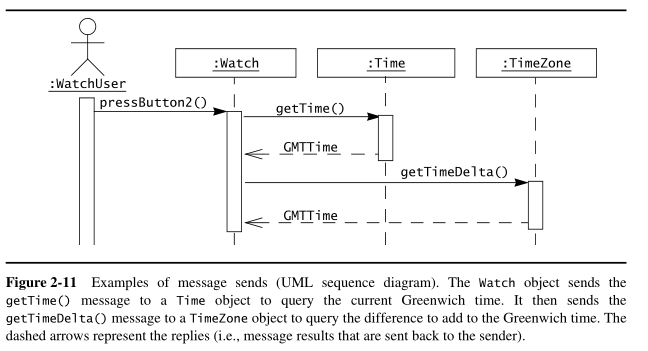 :WatchUser
:Watch
:Time
:TimeZone
pressButton2()
getTime()
GMTTime
getTimeDelta()
GMTTime
Figure 2-11 Examples of message sends (UML sequence diagram). The Watch object sends the
getTime() message to a Time object to query the current Greenwich time. It then sends the
getTimeDelta() message to a TimeZone object to query the difference to add to the Greenwich time. The
dashed arrows represent the replies (i.e., message results that are sent back to the sender).